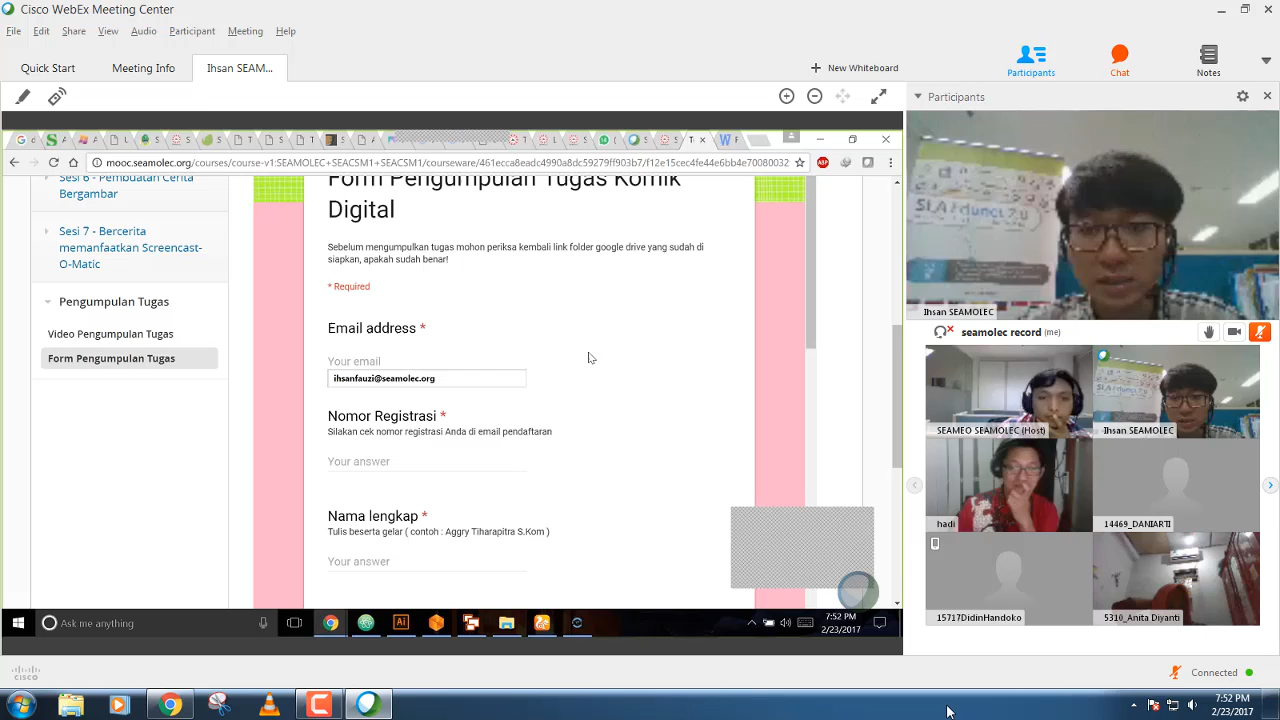 Cisco WebEx Meeting Center
File Edit Share View Audio Participant Meeting Help
Quick Start Meeting Info Ihsan SEAM...
New Whiteboard
Participants Chat Notes
Participants
mooc.seamolec.org/courses/course-v1:SEAMOLEC+SEACSM1+SEACSM1/courseware/461ecca8eadc4990a8dc59279ff903b7/f12e15cec4fe44e6bb4e70080032
Sesi 6 - Pembuatan Cerita
Bergambar
Sesi 7 - Bercerita
memanfaatkan Screencast-
O-Matic
Pengumpulan Tugas
Video Pengumpulan Tugas
Form Pengumpulan Tugas
Form Pengumpulan Tugas Komik
Digital
Sebelum mengumpulkan tugas mohon periksa kembali link folder google drive yang sudah di
siapkan, apakah sudah benar!
* Required
Email address *
Your email
ihsanfauzi@seamolec.org
Nomor Registrasi *
Silakan cek nomor registrasi Anda di email pendaftaran
Your answer
Nama lengkap *
Tulis beserta gelar ( contoh : Aggry Tiharapitra S.Kom )
Your answer
Ask me anything
7:52 PM
2/23/2017
Ihsan SEAMOLEC
seamolec record (me)
SEAMEO SEAMOLEC (Host) Ihsan SEAMOLEC
hadi 14469_DANIARTI
15717DidinHandoko 5310_Anita Diyanti
cisco
Connected
7:52 PM
2/23/2017